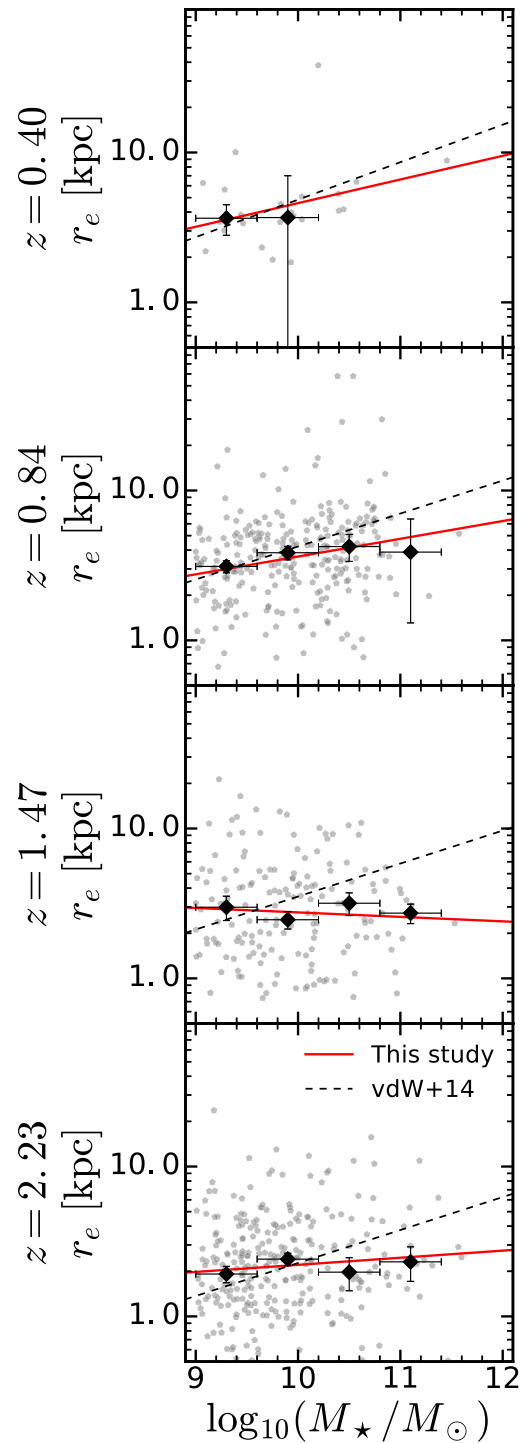 z=0.40
r_e [kpc]
10.0
1.0
z=0.84
r_e [kpc]
10.0
1.0
z=1.47
r_e [kpc]
10.0
1.0
z=2.23
r_e [kpc]
This study
vdW+14
10.0
1.0
9 10 11 12
log₁₀(M⋆/M⊙)